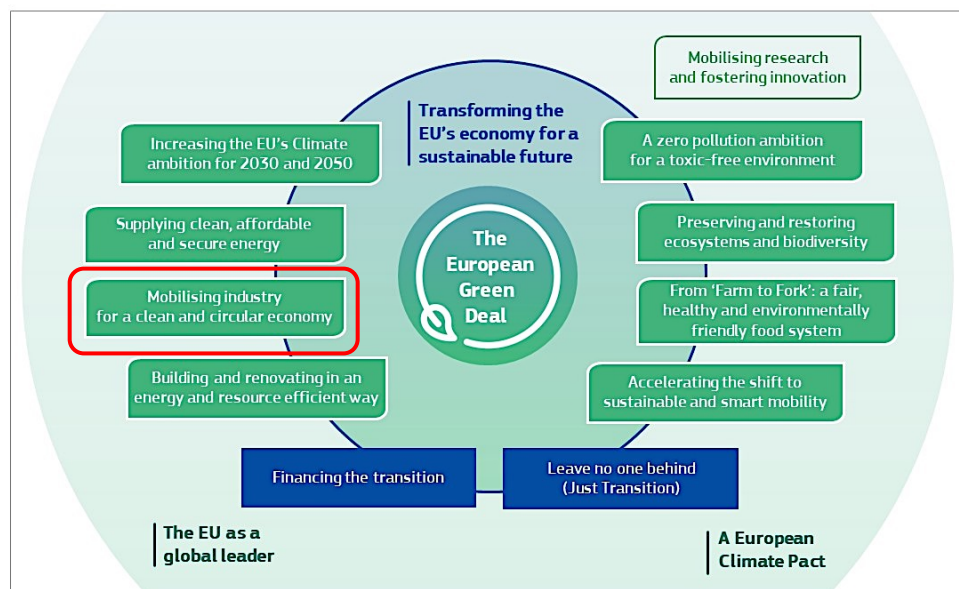 Mobilising research
and fostering innovation
Transforming the
EU's economy for a
sustainable future
Increasing the EU's Climate
ambition for 2030 and 2050
A zero pollution ambition
for a toxic-free environment
Supplying clean, affordable
and secure energy
Preserving and restoring
ecosystems and biodiversity
The
European
Green
Deal
Mobilising industry
for a clean and circular economy
From ‘Farm to Fork’: a fair,
healthy and environmentally
friendly food system
Building and renovating in an
energy and resource efficient way
Accelerating the shift to
sustainable and smart mobility
Financing the transition
Leave no one behind
(Just Transition)
The EU as a
global leader
A European
Climate Pact